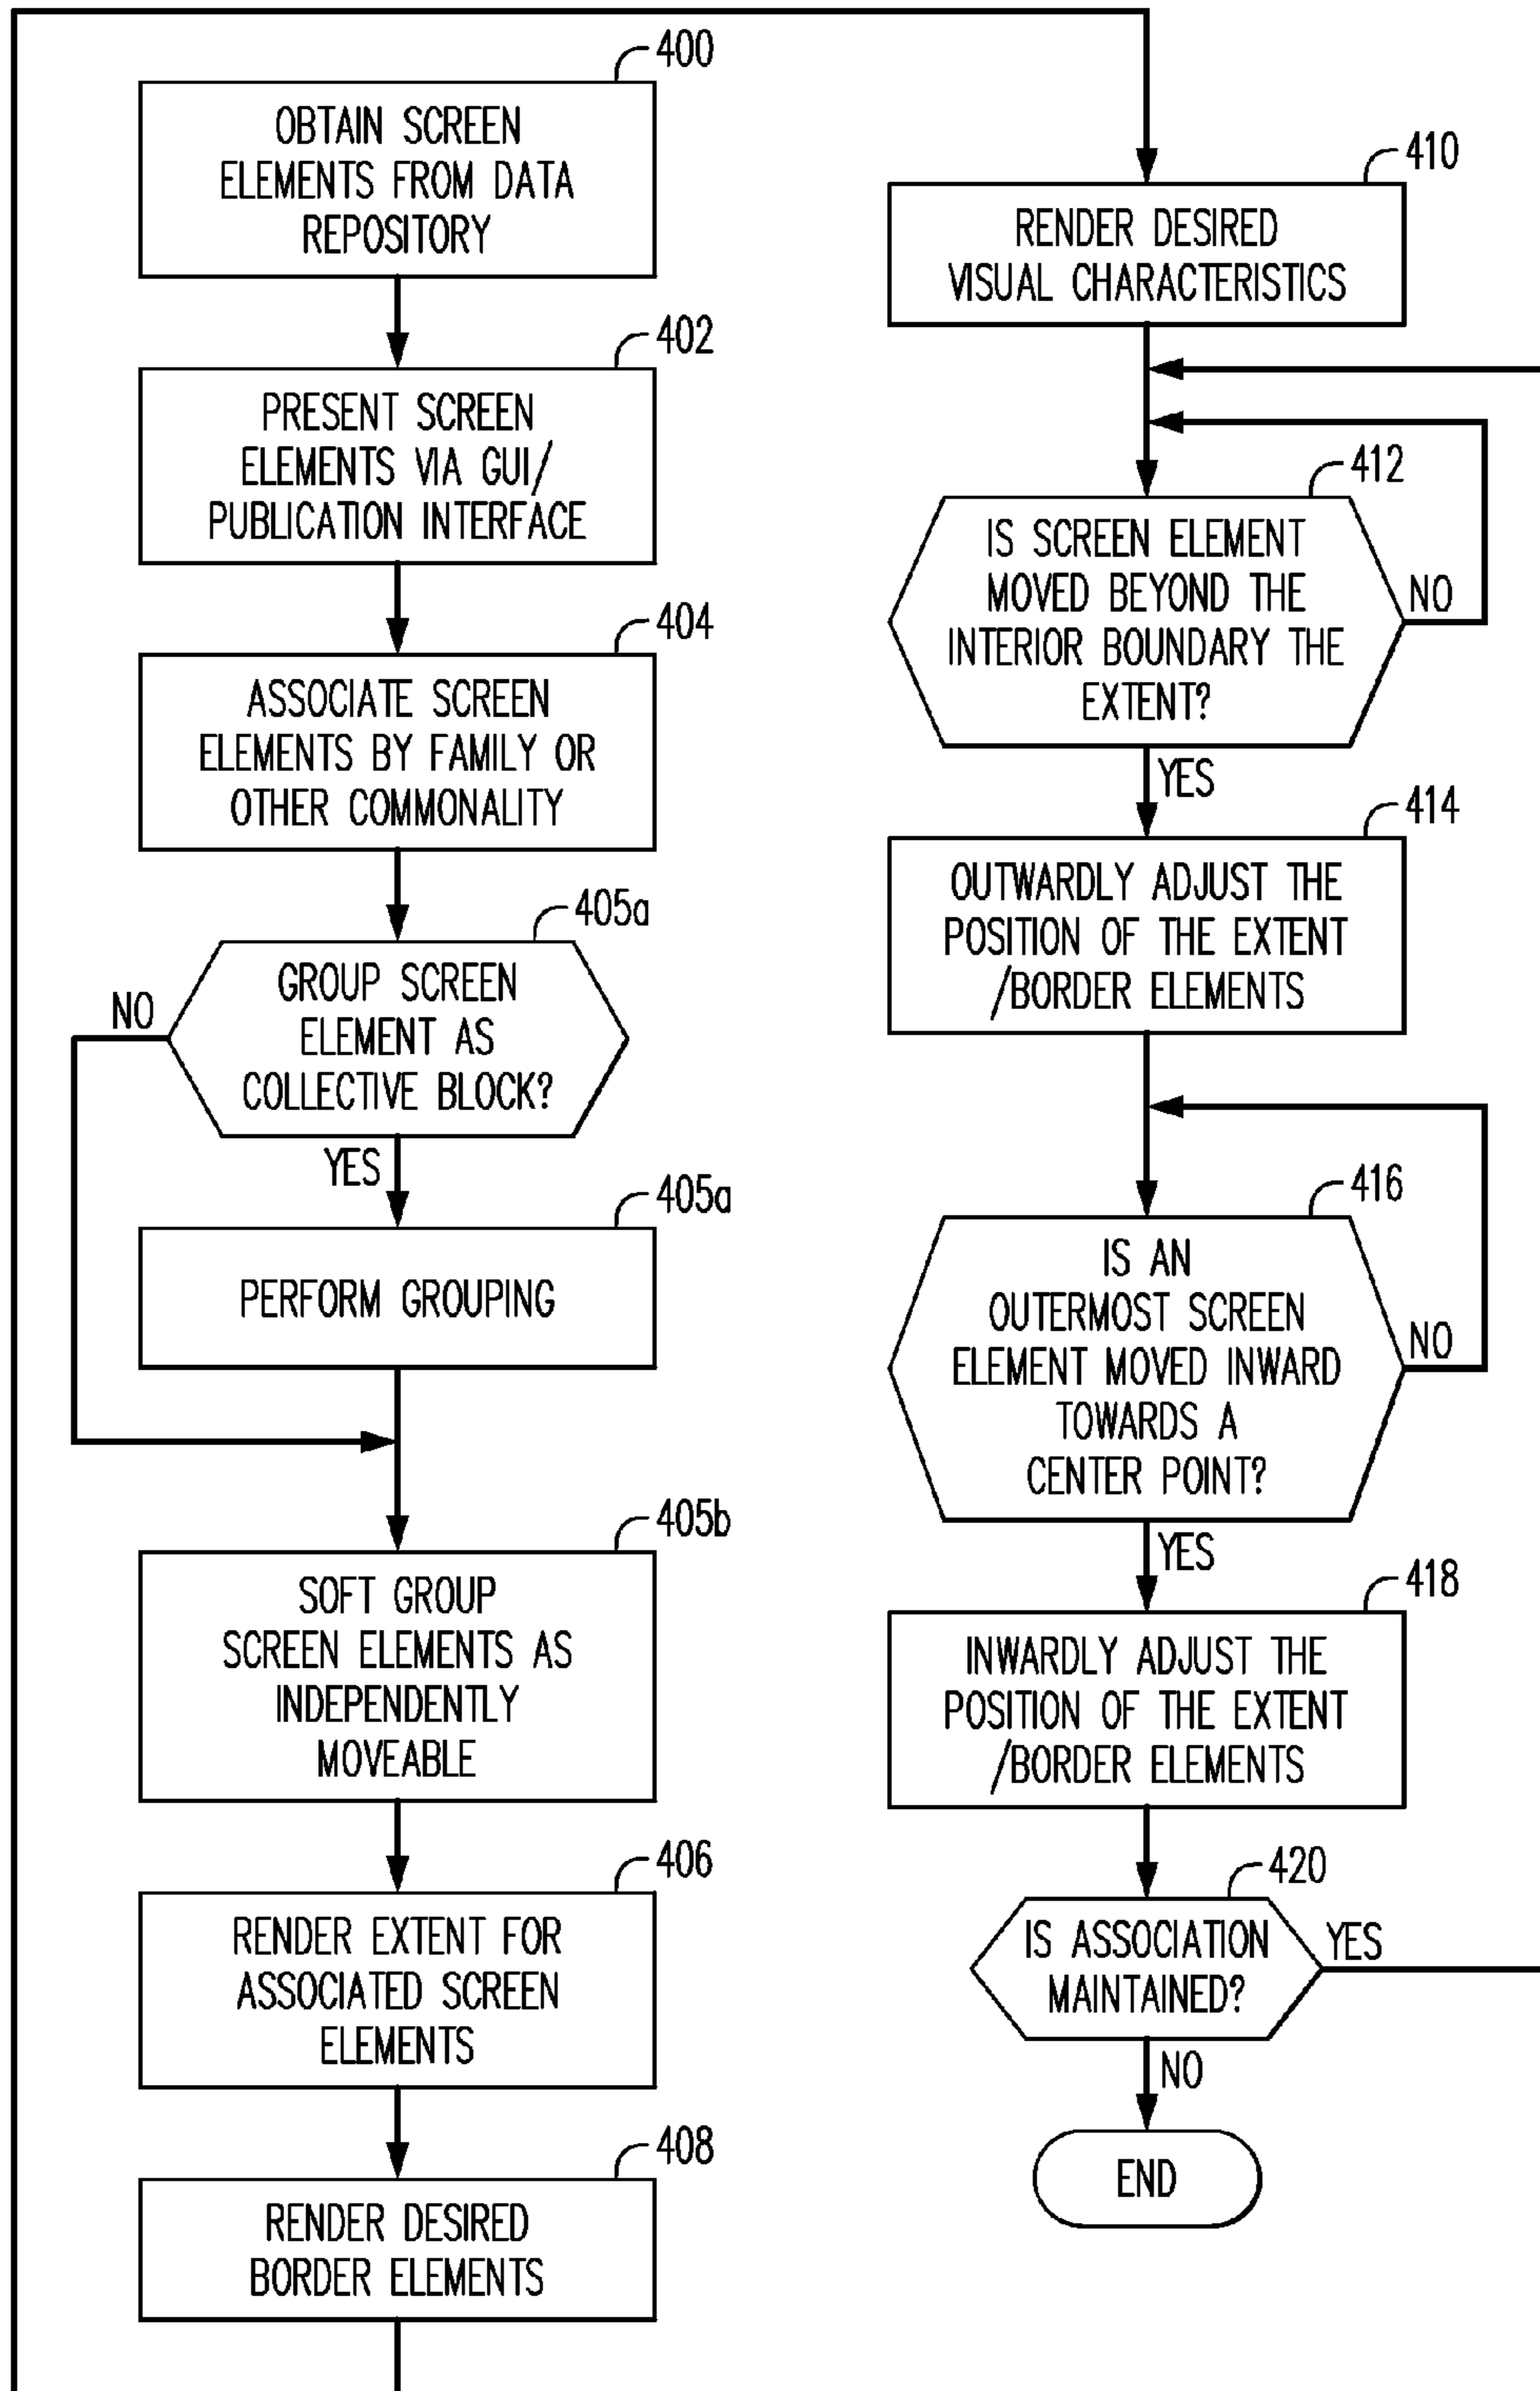 400
OBTAIN SCREEN
ELEMENTS FROM DATA
REPOSITORY
402
PRESENT SCREEN
ELEMENTS VIA GUI/
PUBLICATION INTERFACE
404
ASSOCIATE SCREEN
ELEMENTS BY FAMILY OR
OTHER COMMONALITY
405a
GROUP SCREEN
ELEMENT AS
COLLECTIVE BLOCK?
NO
YES
405a
PERFORM GROUPING
405b
SOFT GROUP
SCREEN ELEMENTS AS
INDEPENDENTLY
MOVEABLE
406
RENDER EXTENT FOR
ASSOCIATED SCREEN
ELEMENTS
408
RENDER DESIRED
BORDER ELEMENTS
410
RENDER DESIRED
VISUAL CHARACTERISTICS
412
IS SCREEN ELEMENT
MOVED BEYOND THE
INTERIOR BOUNDARY THE
EXTENT?
NO
YES
414
OUTWARDLY ADJUST THE
POSITION OF THE EXTENT
/BORDER ELEMENTS
416
IS AN
OUTERMOST SCREEN
ELEMENT MOVED INWARD
TOWARDS A
CENTER POINT?
NO
YES
418
INWARDLY ADJUST THE
POSITION OF THE EXTENT
/BORDER ELEMENTS
420
IS ASSOCIATION
MAINTAINED?
YES
NO
END